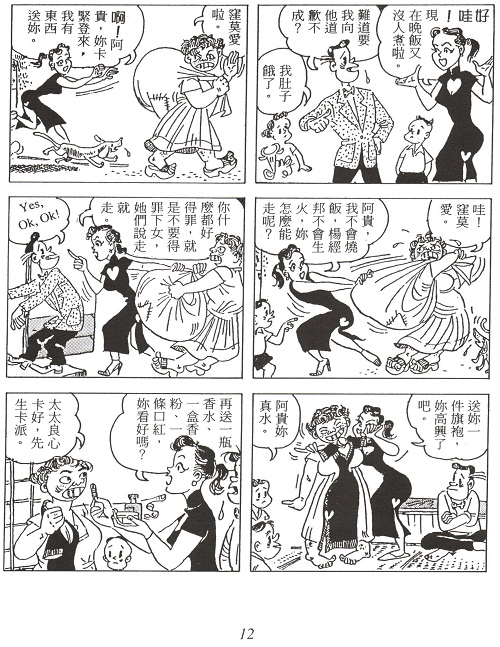 好哇！現
在晚飯又
沒人煮啦。
難道要
我向
他道
歉不
成？
我肚子
餓了。
窪莫愛
啦。
啊！阿
貴，妳卡
緊登來，
我有
東西
送妳。
哇！
窪莫
愛。
阿貴，
我不會燒
飯，楊經
邦不會生
火，妳
怎麼能
走呢？
你什
麼都好
得罪，就
是不要得
罪下女，
她們說走
就
走。
Yes,
Ok, Ok!
送妳一
件旗袍，
妳高興了
吧。
阿貴妳
真水。
再送一瓶
香水、
一盒香
粉、一
條口紅，
妳看好嗎？
太太良心
卡好，先
生卡派。
12